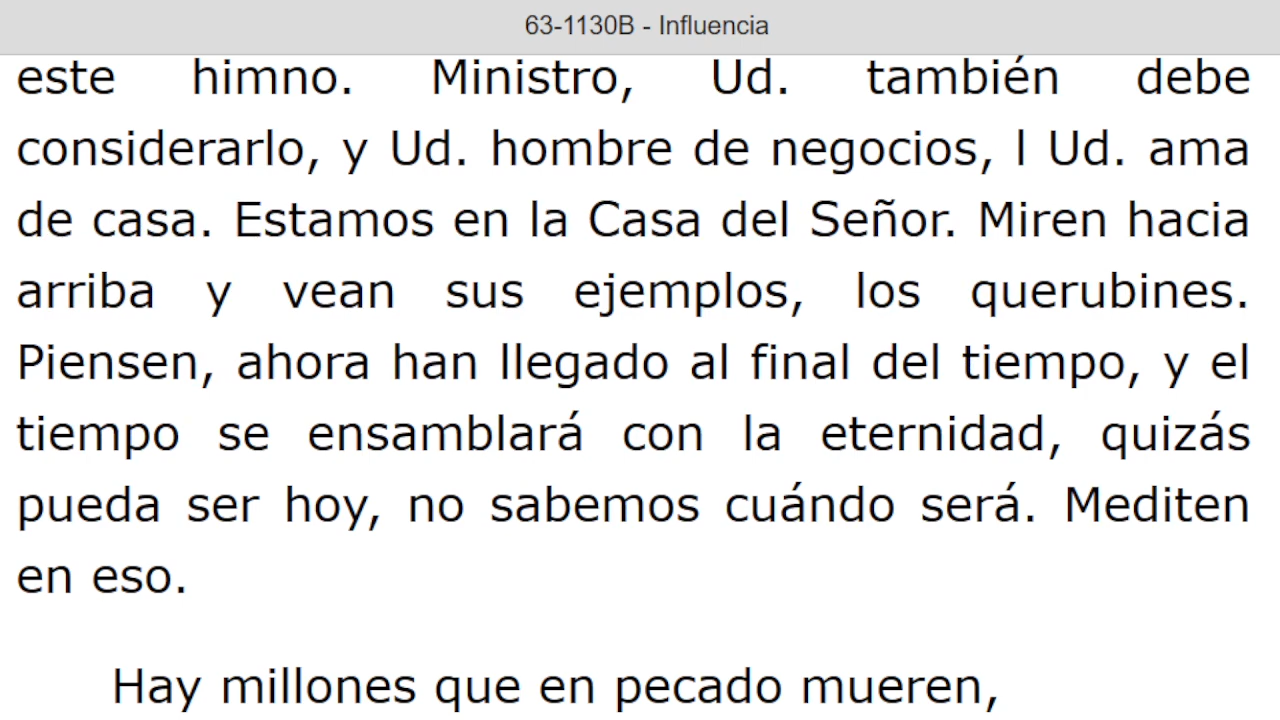 63-1130B - Influencia
este himno. Ministro, Ud. también debe
considerarlo, y Ud. hombre de negocios, l Ud. ama
de casa. Estamos en la Casa del Señor. Miren hacia
arriba y vean sus ejemplos, los querubines.
Piensen, ahora han llegado al final del tiempo, y el
tiempo se ensamblará con la eternidad, quizás
pueda ser hoy, no sabemos cuándo será. Mediten
en eso.
Hay millones que en pecado mueren,